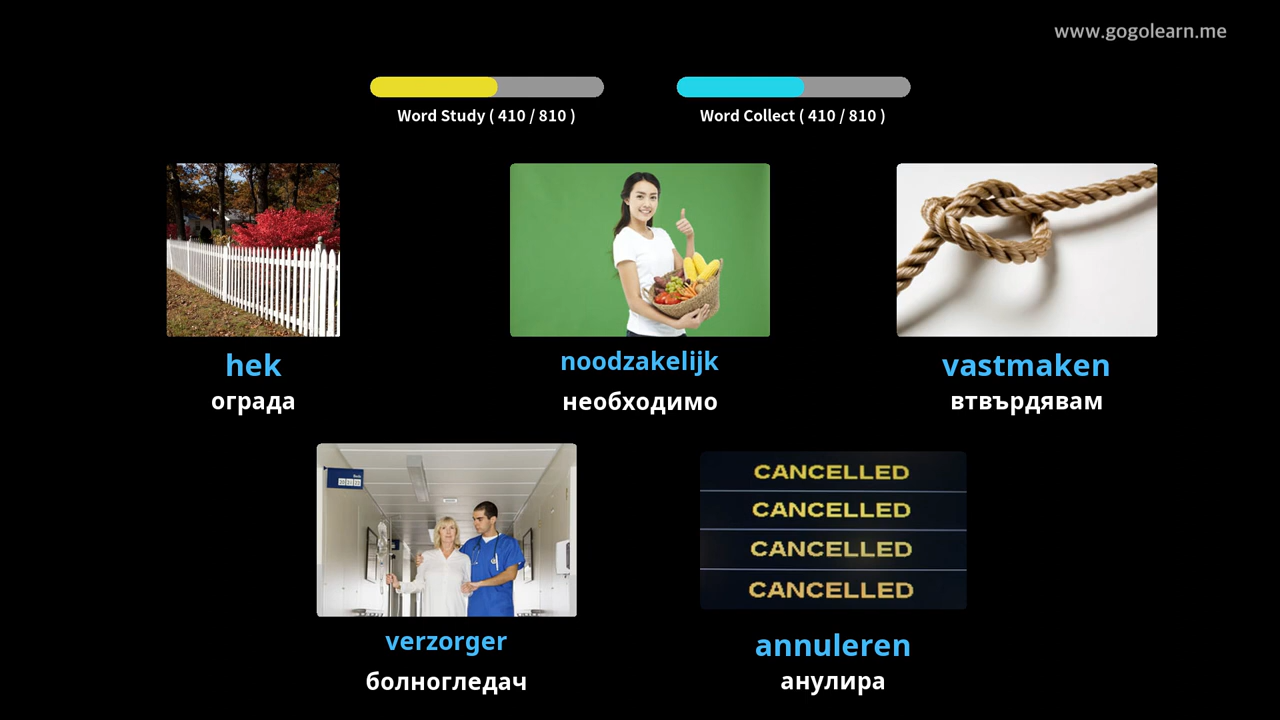 www.gogolearn.me
Word Study ( 410 / 810 )
Word Collect ( 410 / 810 )
hek
ограда
noodzakelijk
необходимо
vastmaken
втвърдявам
CANCELLED
CANCELLED
CANCELLED
CANCELLED
verzorger
болногледач
annuleren
анулира